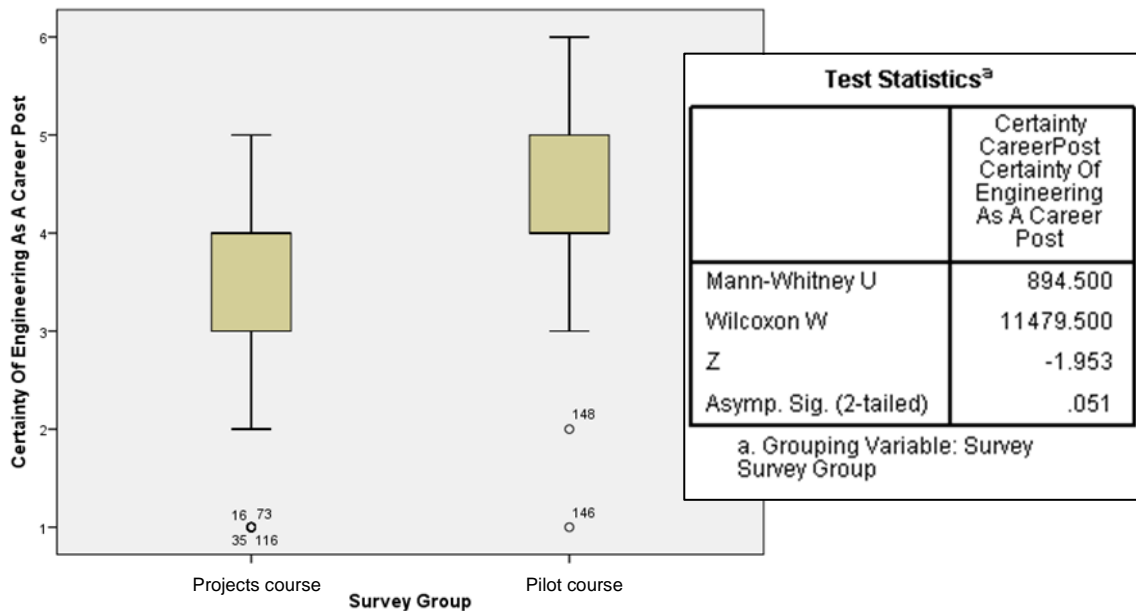 Certainty Of Engineering As A Career Post
6
5
4
3
2
1
16 73
35 116
148
146
Projects course
Pilot course
Survey Group
Test Statisticsa
Certainty
CareerPost
Certainty Of
Engineering
As A Career
Post
Mann-Whitney U 894.500
Wilcoxon W 11479.500
Z -1.953
Asymp. Sig. (2-tailed) .051
a. Grouping Variable: Survey
Survey Group